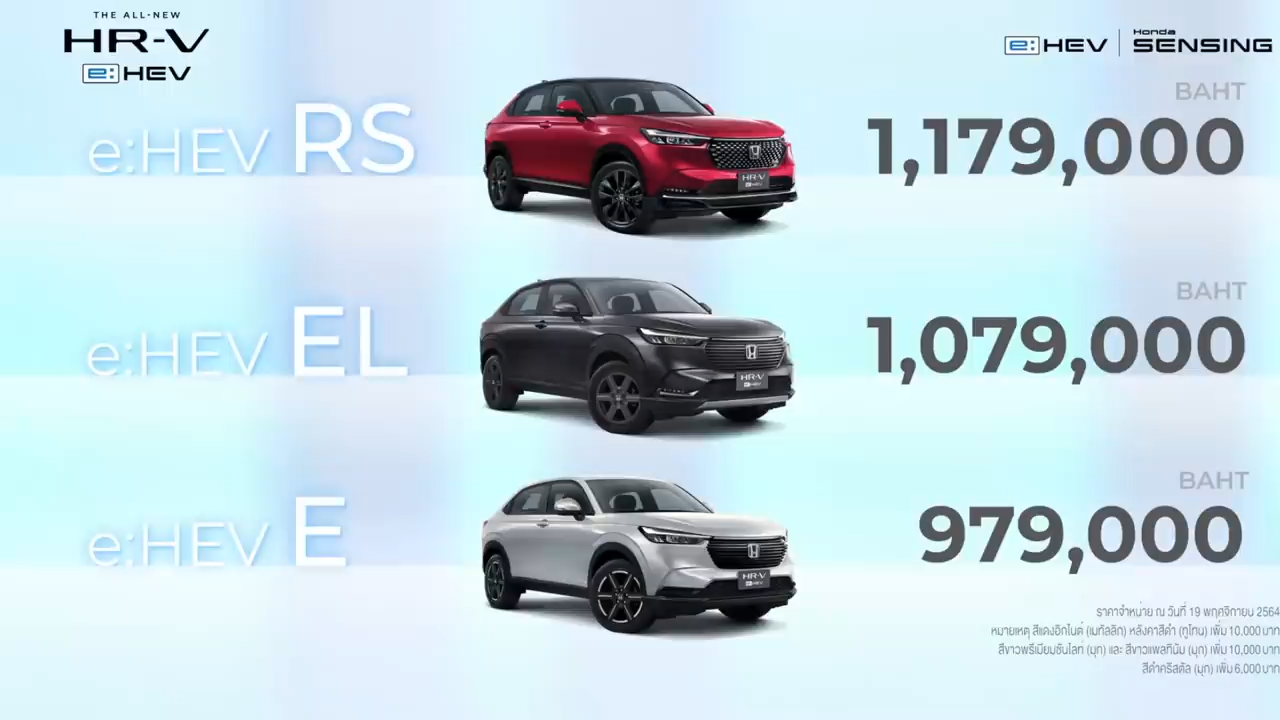 THE ALL-NEW
HR-V
e:HEV
e:HEV
Honda
SENSING
e:HEV RS
BAHT
1,179,000
HR-V
e:HEV
e:HEV EL
BAHT
1,079,000
HR-V
e:HEV
e:HEV E
BAHT
979,000
HR-V
e:HEV
ราคาจำหน่าย ณ วันที่ 19 พฤศจิกายน 2564
หมายเหตุ สีแดงอิกไนต์ (เมทัลลิก) หลังคาสีดำ (ทูโทน) เพิ่ม 10,000 บาท
สีขาวพรีเมียมซันไลท์ (มุก) และ สีขาวแพลทินัม (มุก) เพิ่ม 10,000 บาท
สีดำคริสตัล (มุก) เพิ่ม 6,000 บาท